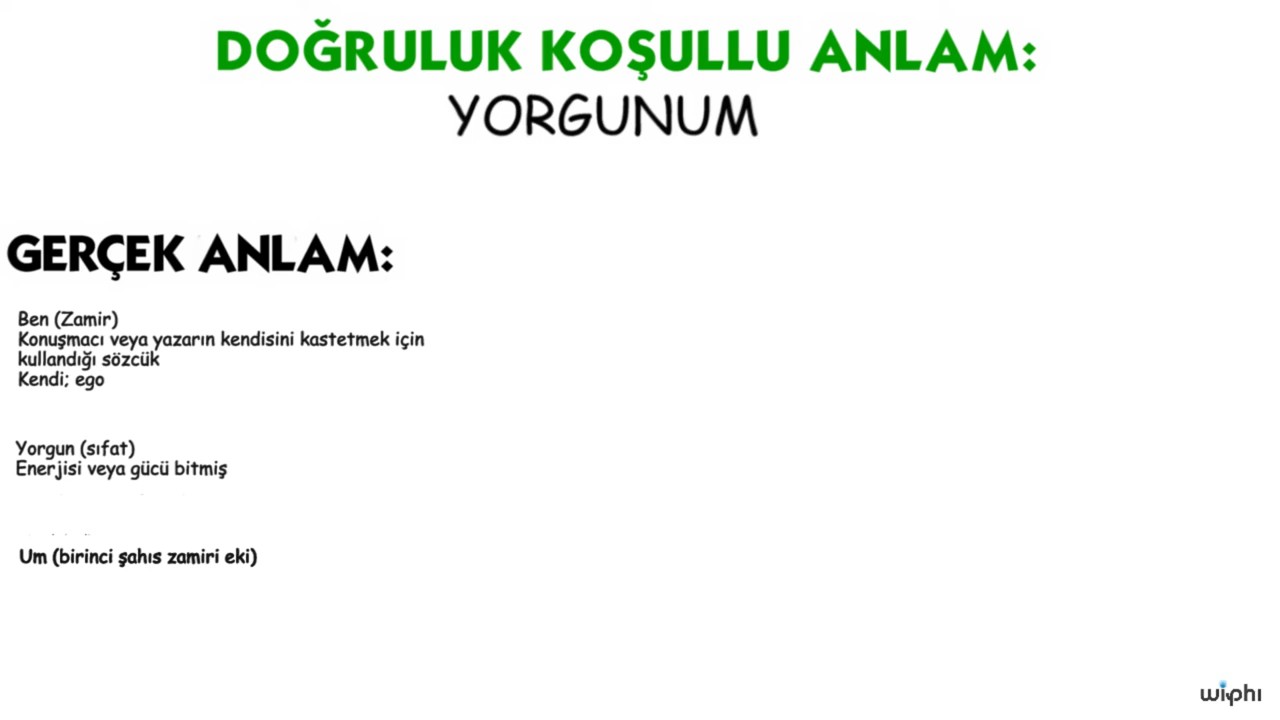 DOĞRULUK KOŞULLU ANLAM:
YORGUNUM
GERÇEK ANLAM:
Ben (Zamir)
Konuşmacı veya yazarın kendisini kastetmek için
kullandığı sözcük
Kendi; ego
Yorgun (sıfat)
Enerjisi veya gücü bitmiş
Um (birinci şahıs zamiri eki)
wiphi